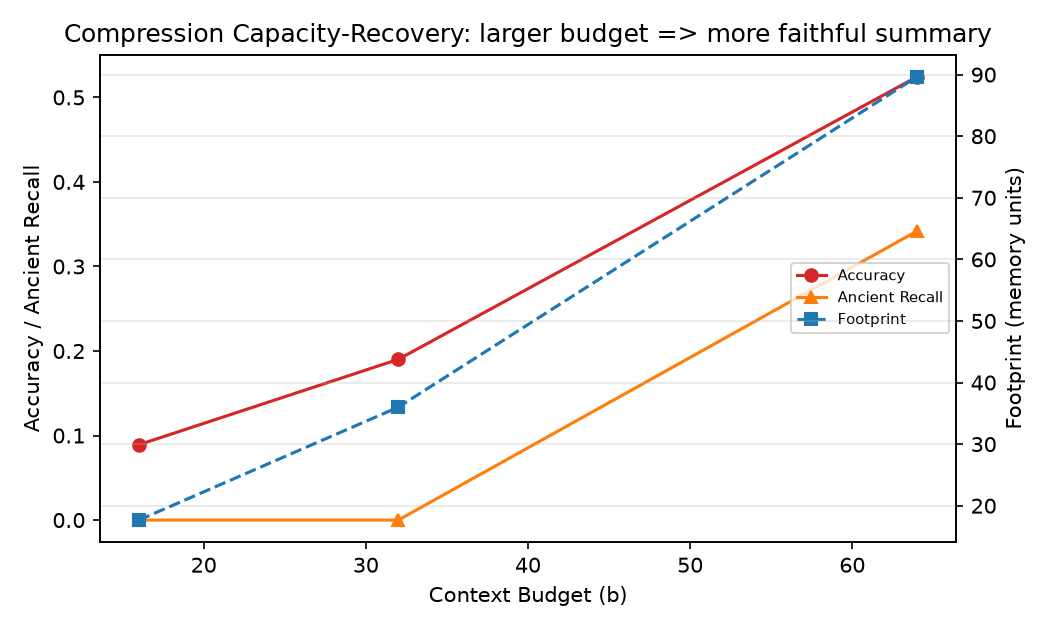 Compression Capacity-Recovery: larger budget => more faithful summary
Accuracy / Ancient Recall
0.5
0.4
0.3
0.2
0.1
0.0
90
80
70
60
50
40
30
20
Footprint (memory units)
Accuracy
Ancient Recall
Footprint
20
30
40
50
60
Context Budget (b)